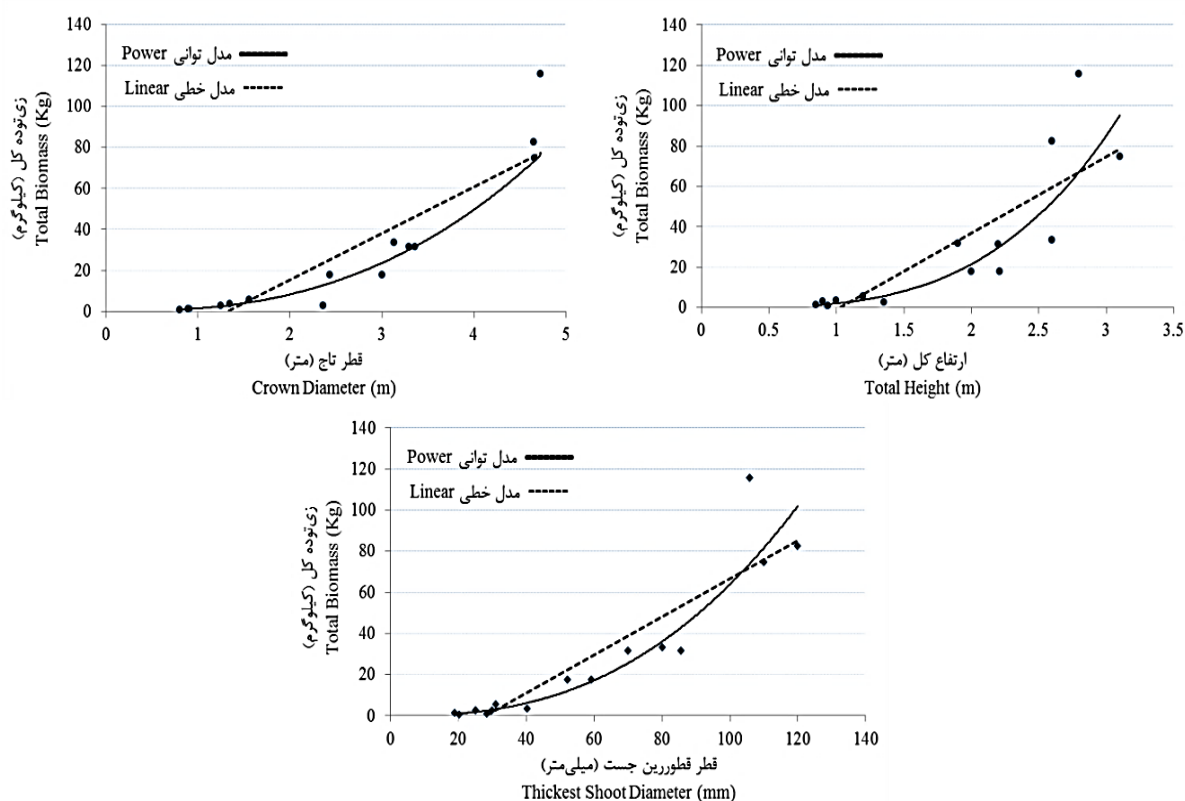 140
120
100
80
60
40
20
0
مدل توانی Power
مدل خطی Linear
زی‌توده کل (کیلوگرم)
Total Biomass (Kg)
0 1 2 3 4 5
قطر تاج (متر)
Crown Diameter (m)
140
120
100
80
60
40
20
0
مدل توانی Power
مدل خطی Linear
زی‌توده کل (کیلوگرم)
Total Biomass (Kg)
0 0.5 1 1.5 2 2.5 3 3.5
ارتفاع کل (متر)
Total Height (m)
140
120
100
80
60
40
20
0
مدل توانی Power
مدل خطی Linear
زی‌توده کل (کیلوگرم)
Total Biomass (Kg)
0 20 40 60 80 100 120 140
قطر قطوررین جست (میلی‌متر)
Thickest Shoot Diameter (mm)